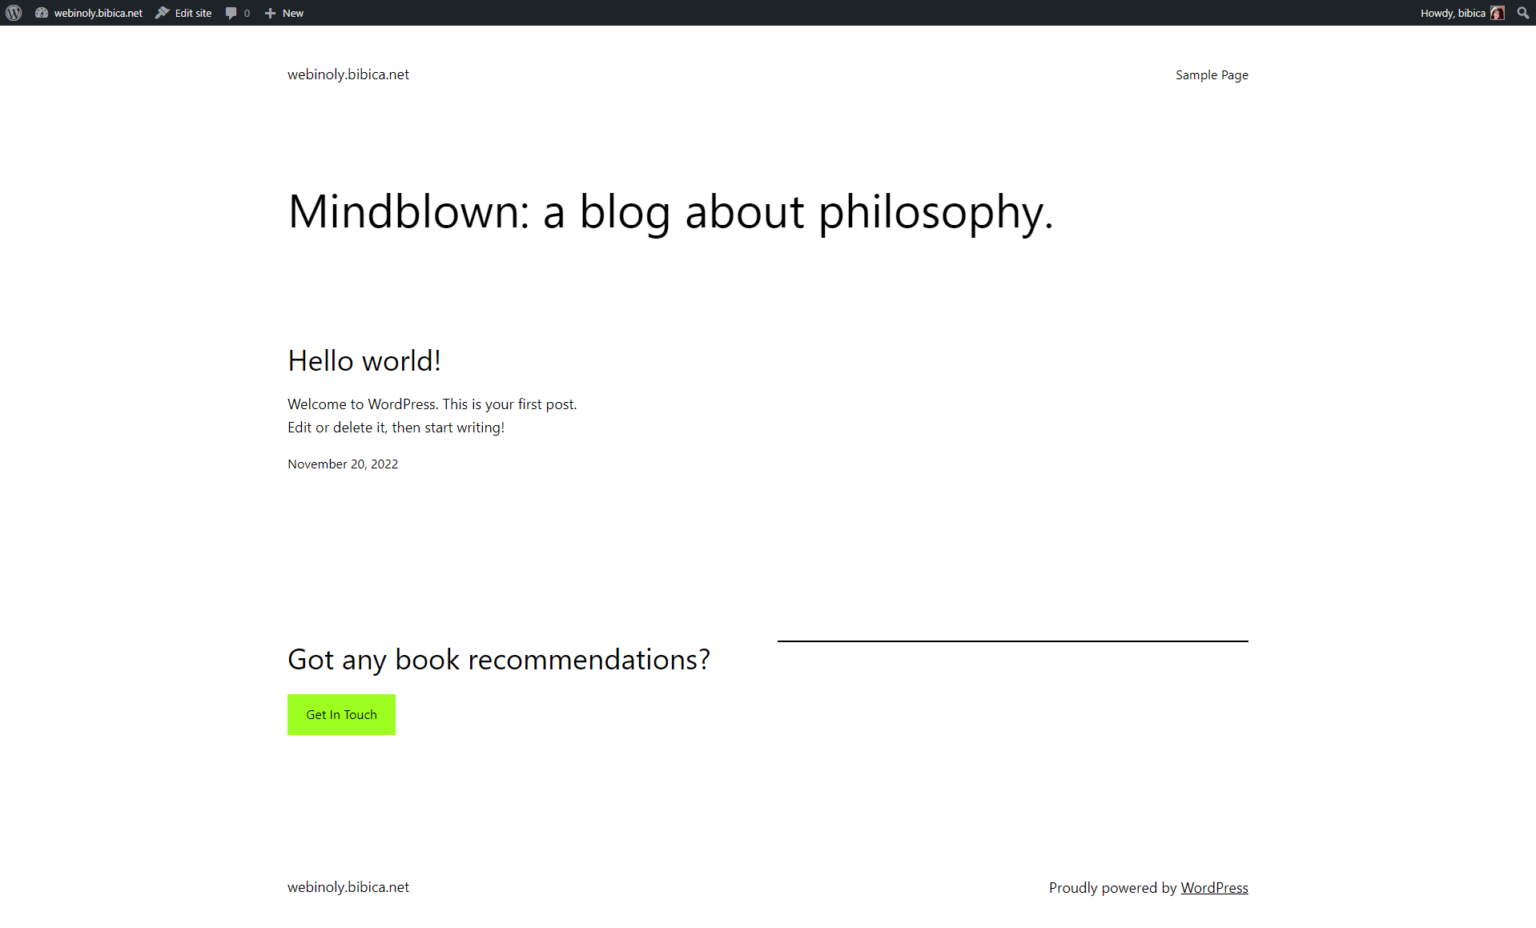 webinoly.bibica.net Edit site 0 New Howdy, bibica
webinoly.bibica.net Sample Page
Mindblown: a blog about philosophy.
Hello world!
Welcome to WordPress. This is your first post.
Edit or delete it, then start writing!
November 20, 2022
Got any book recommendations?
Get In Touch
webinoly.bibica.net Proudly powered by WordPress